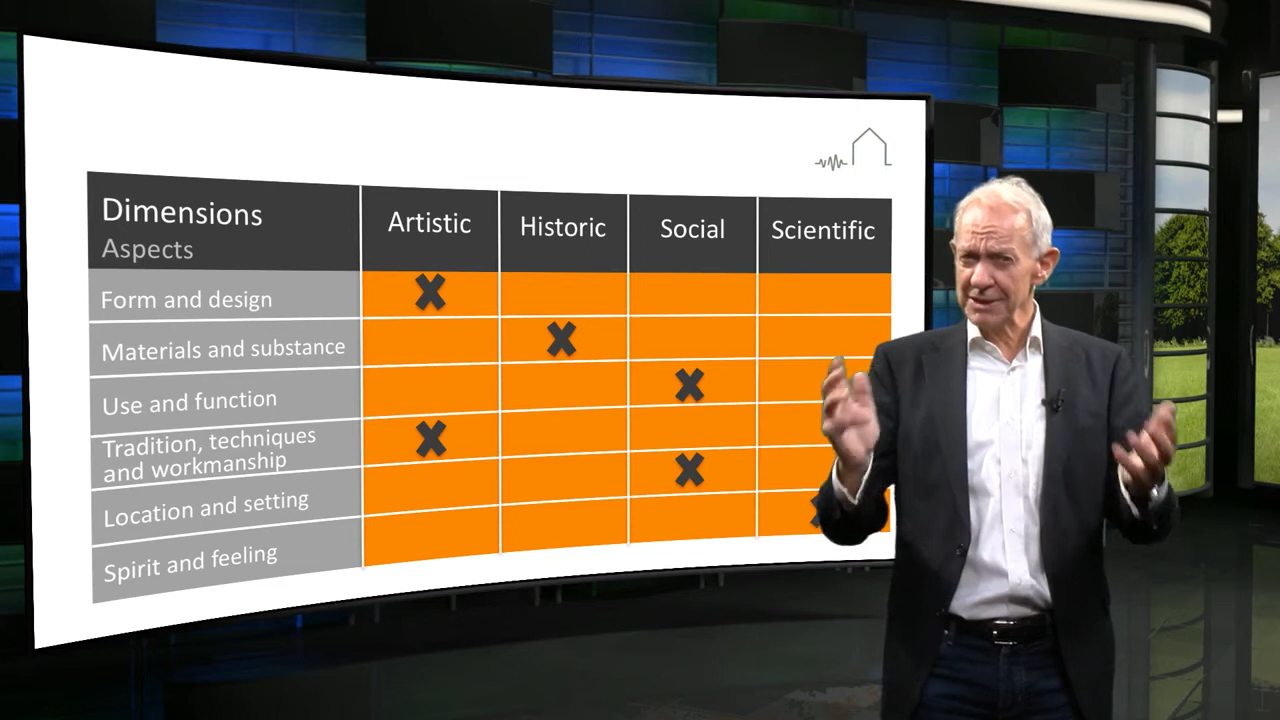 Dimensions
Aspects
Artistic
Historic
Social
Scientific
Form and design
Materials and substance
Use and function
Tradition, techniques
and workmanship
Location and setting
Spirit and feeling